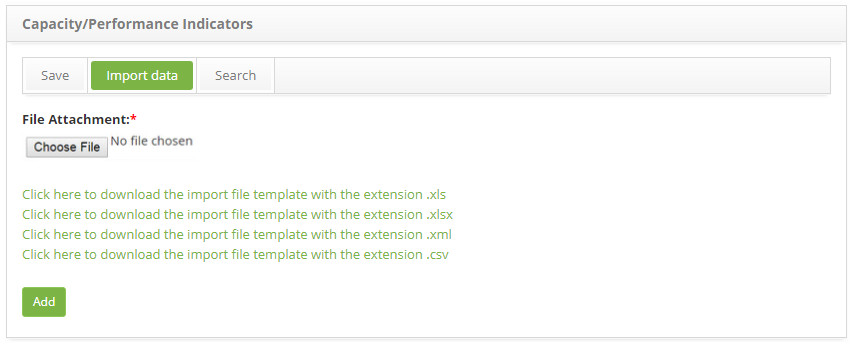 Capacity/Performance Indicators
Save Import data Search
File Attachment:*
Choose File No file chosen
Click here to download the import file template with the extension .xls
Click here to download the import file template with the extension .xlsx
Click here to download the import file template with the extension .xml
Click here to download the import file template with the extension .csv
Add